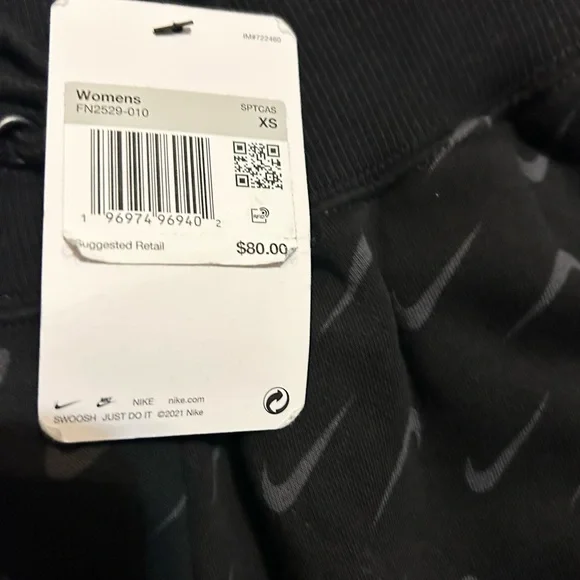 IM#722460
Womens
FN2529-010
SPTCAS
XS
1 96974 96940 2
RFID
Suggested Retail $80.00
NIKE nike.com
SWOOSH JUST DO IT ©2021 Nike